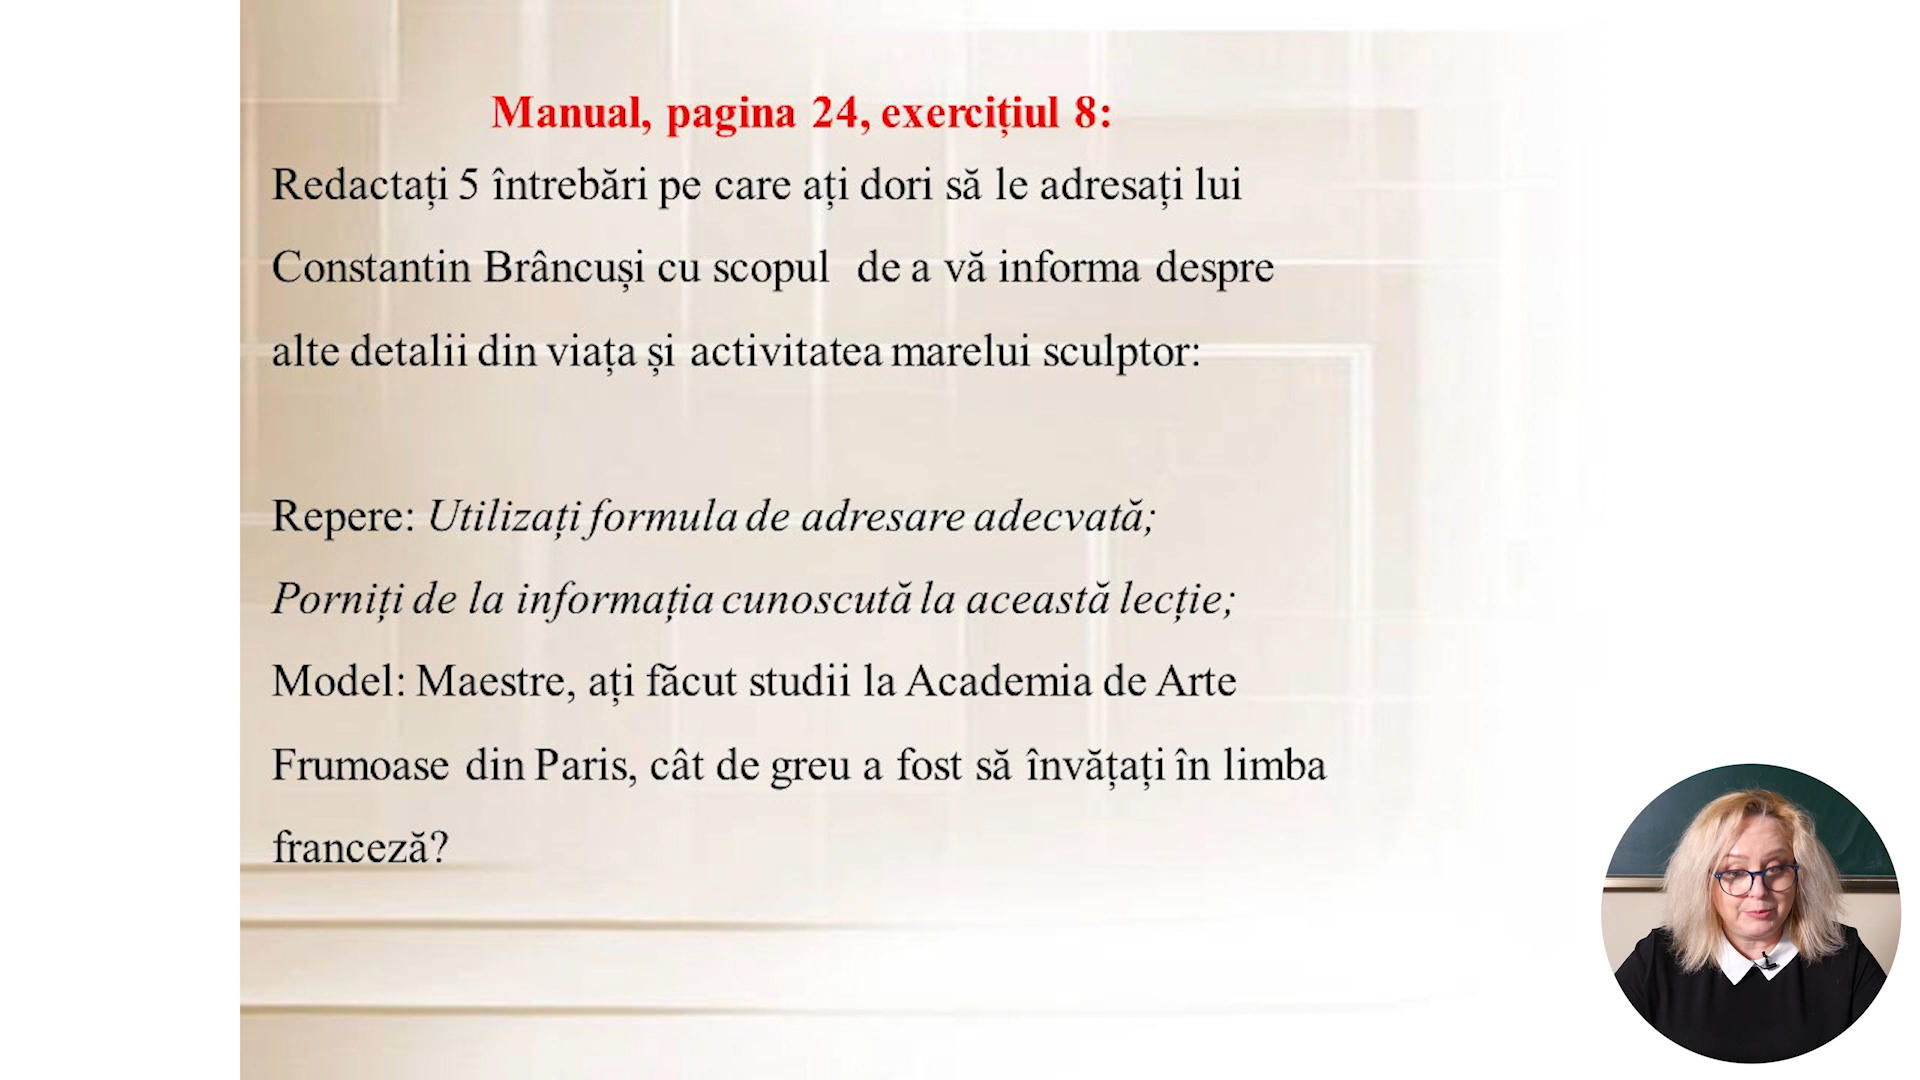 Manual, pagina 24, exercițiul 8:
Redactați 5 întrebări pe care ați dori să le adresați lui
Constantin Brâncuși cu scopul de a vă informa despre
alte detalii din viața și activitatea marelui sculptor:
Repere: Utilizați formula de adresare adecvată;
Porniți de la informația cunoscută la această lecție;
Model: Maestre, ați făcut studii la Academia de Arte
Frumoase din Paris, cât de greu a fost să învățați în limba
franceză?